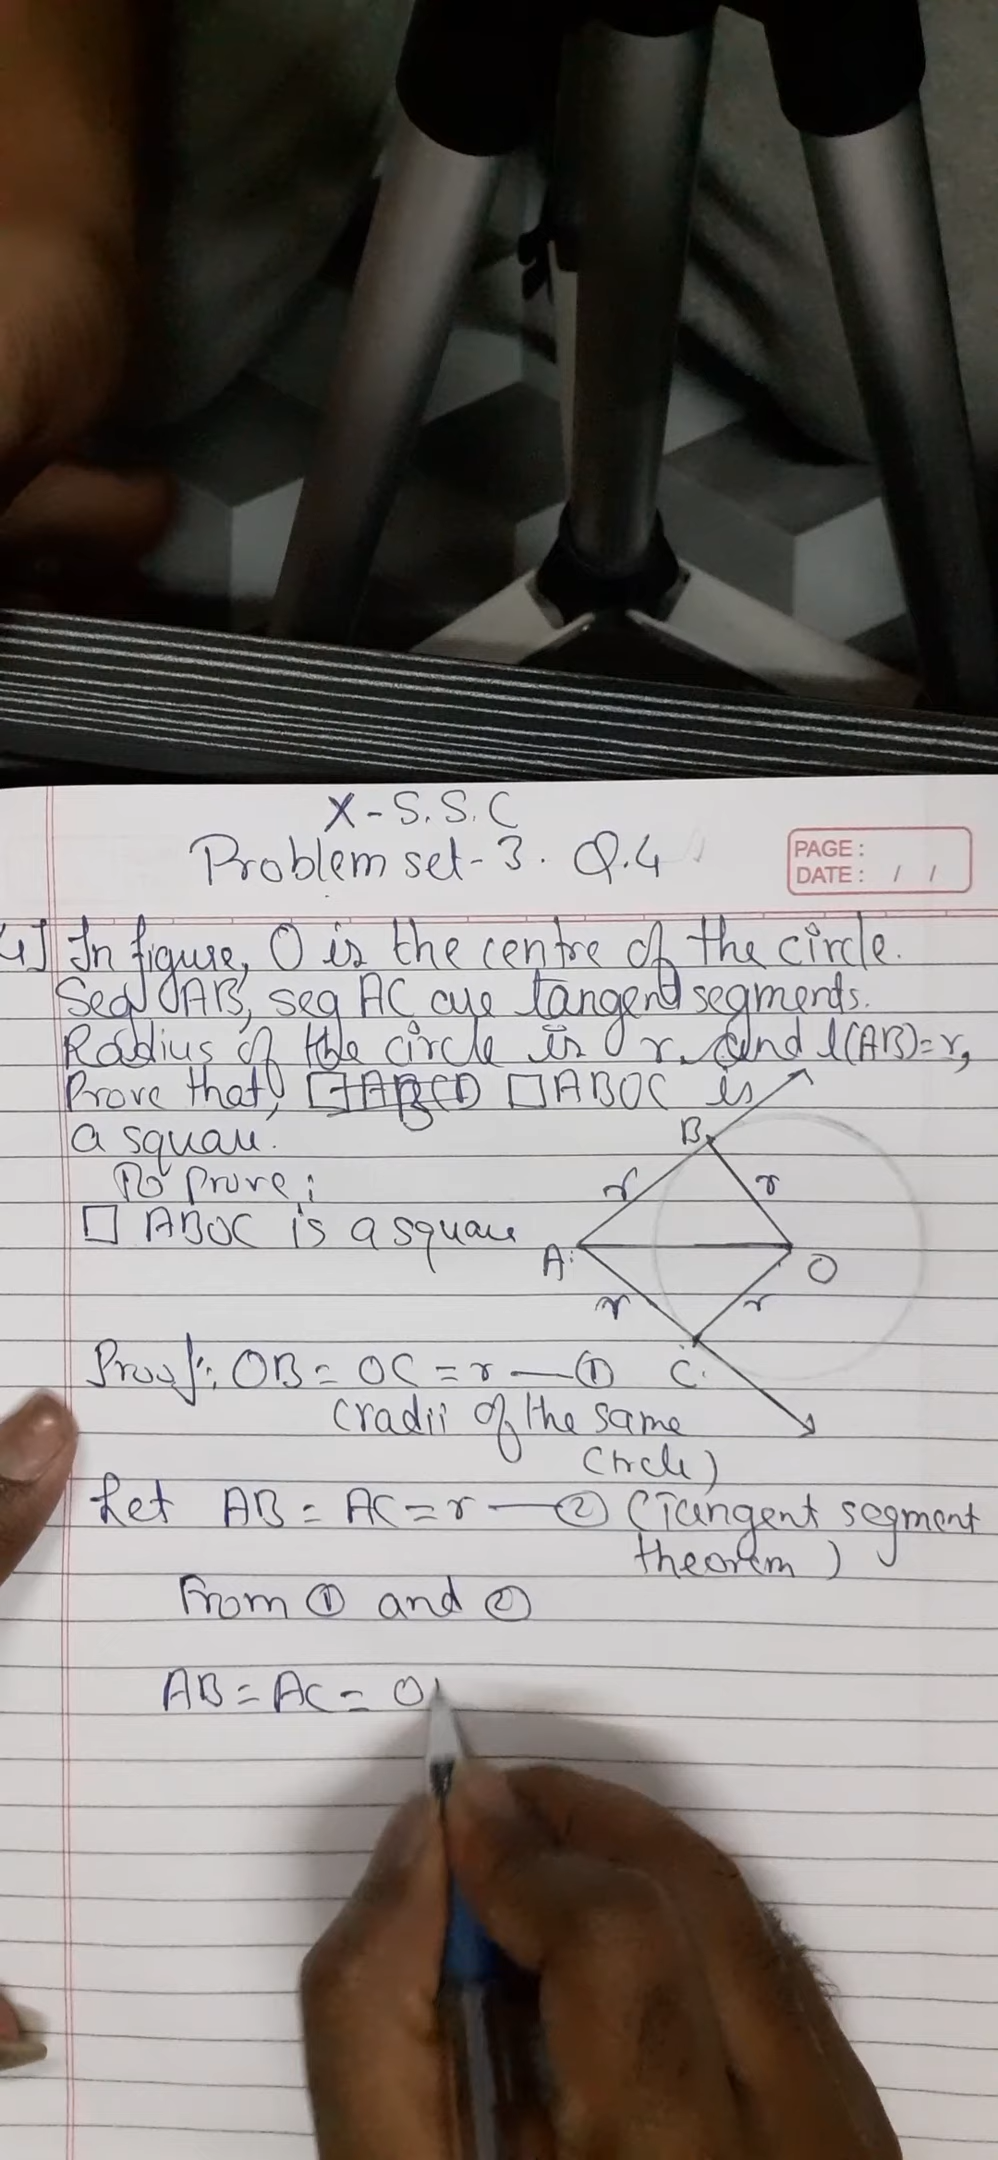 X - S.S.C
Problem set - 3. Q.4
PAGE :
DATE : / /
4] In figure, O is the centre of the circle.
Seg AB, seg AC are tangent segments.
Radius of the circle is r and l(AB)=r,
Prove that, □ABCD □ABOC is
a square.
To prove:
□ ABOC is a square
B
r r
A O
r r
C
Proof: OB = OC = r — ①
(radii of the same
circle)
Let AB = AC = r — ② (Tangent segment
theorem)
From ① and ②
AB = AC = O